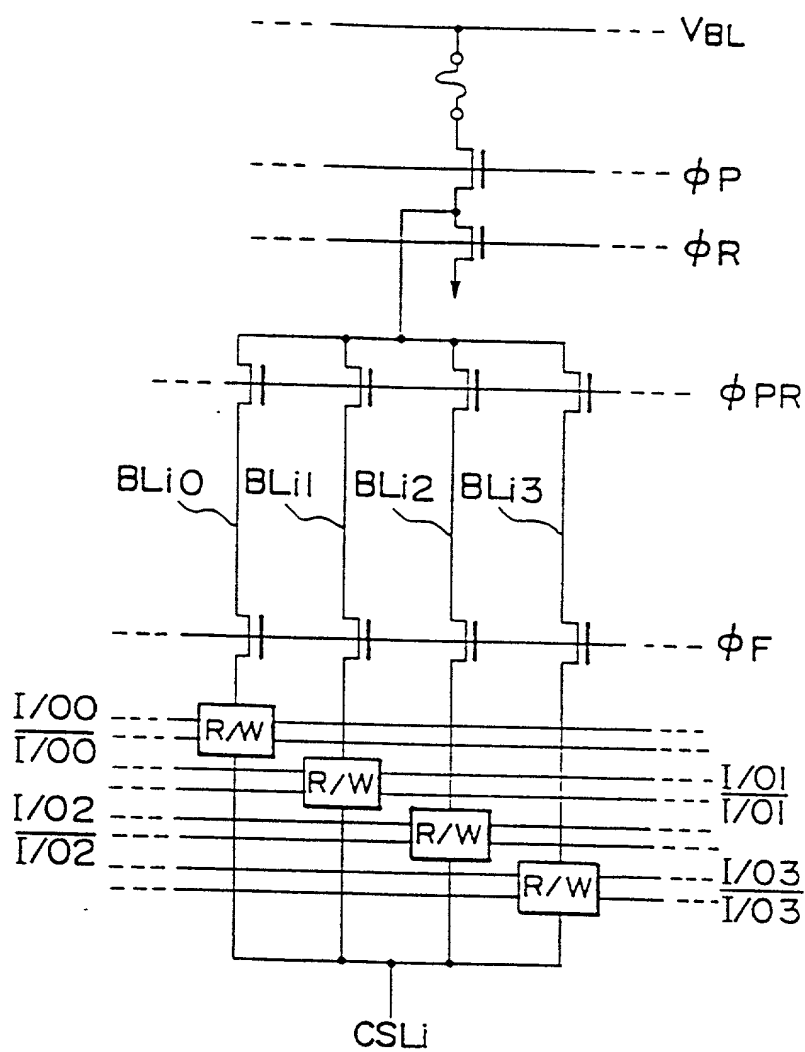 VBL
ϕP
ϕR
ϕPR
BLi0 BLi1 BLi2 BLi3
ϕF
I/O0
I/O0
R/W
R/W
I/O1
I/O1
I/O2
I/O2
R/W
R/W
I/O3
I/O3
CSLi